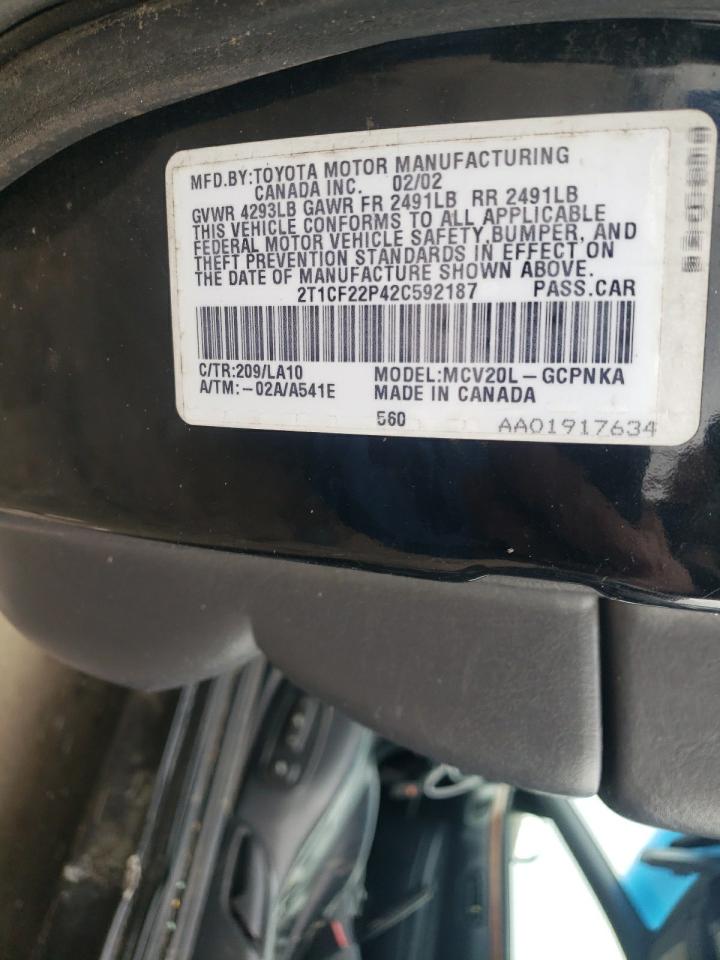 MFD.BY:TOYOTA MOTOR MANUFACTURING
CANADA INC. 02/02
GVWR 4293LB GAWR FR 2491LB RR 2491LB
THIS VEHICLE CONFORMS TO ALL APPLICABLE
FEDERAL MOTOR VEHICLE SAFETY,BUMPER, AND
THEFT PREVENTION STANDARDS IN EFFECT ON
THE DATE OF MANUFACTURE SHOWN ABOVE.
2T1CF22P42C592187 PASS.CAR
C/TR:209/LA10 MODEL:MCV20L-GCPNKA
A/TM:-02A/A541E MADE IN CANADA
560 AA01917634